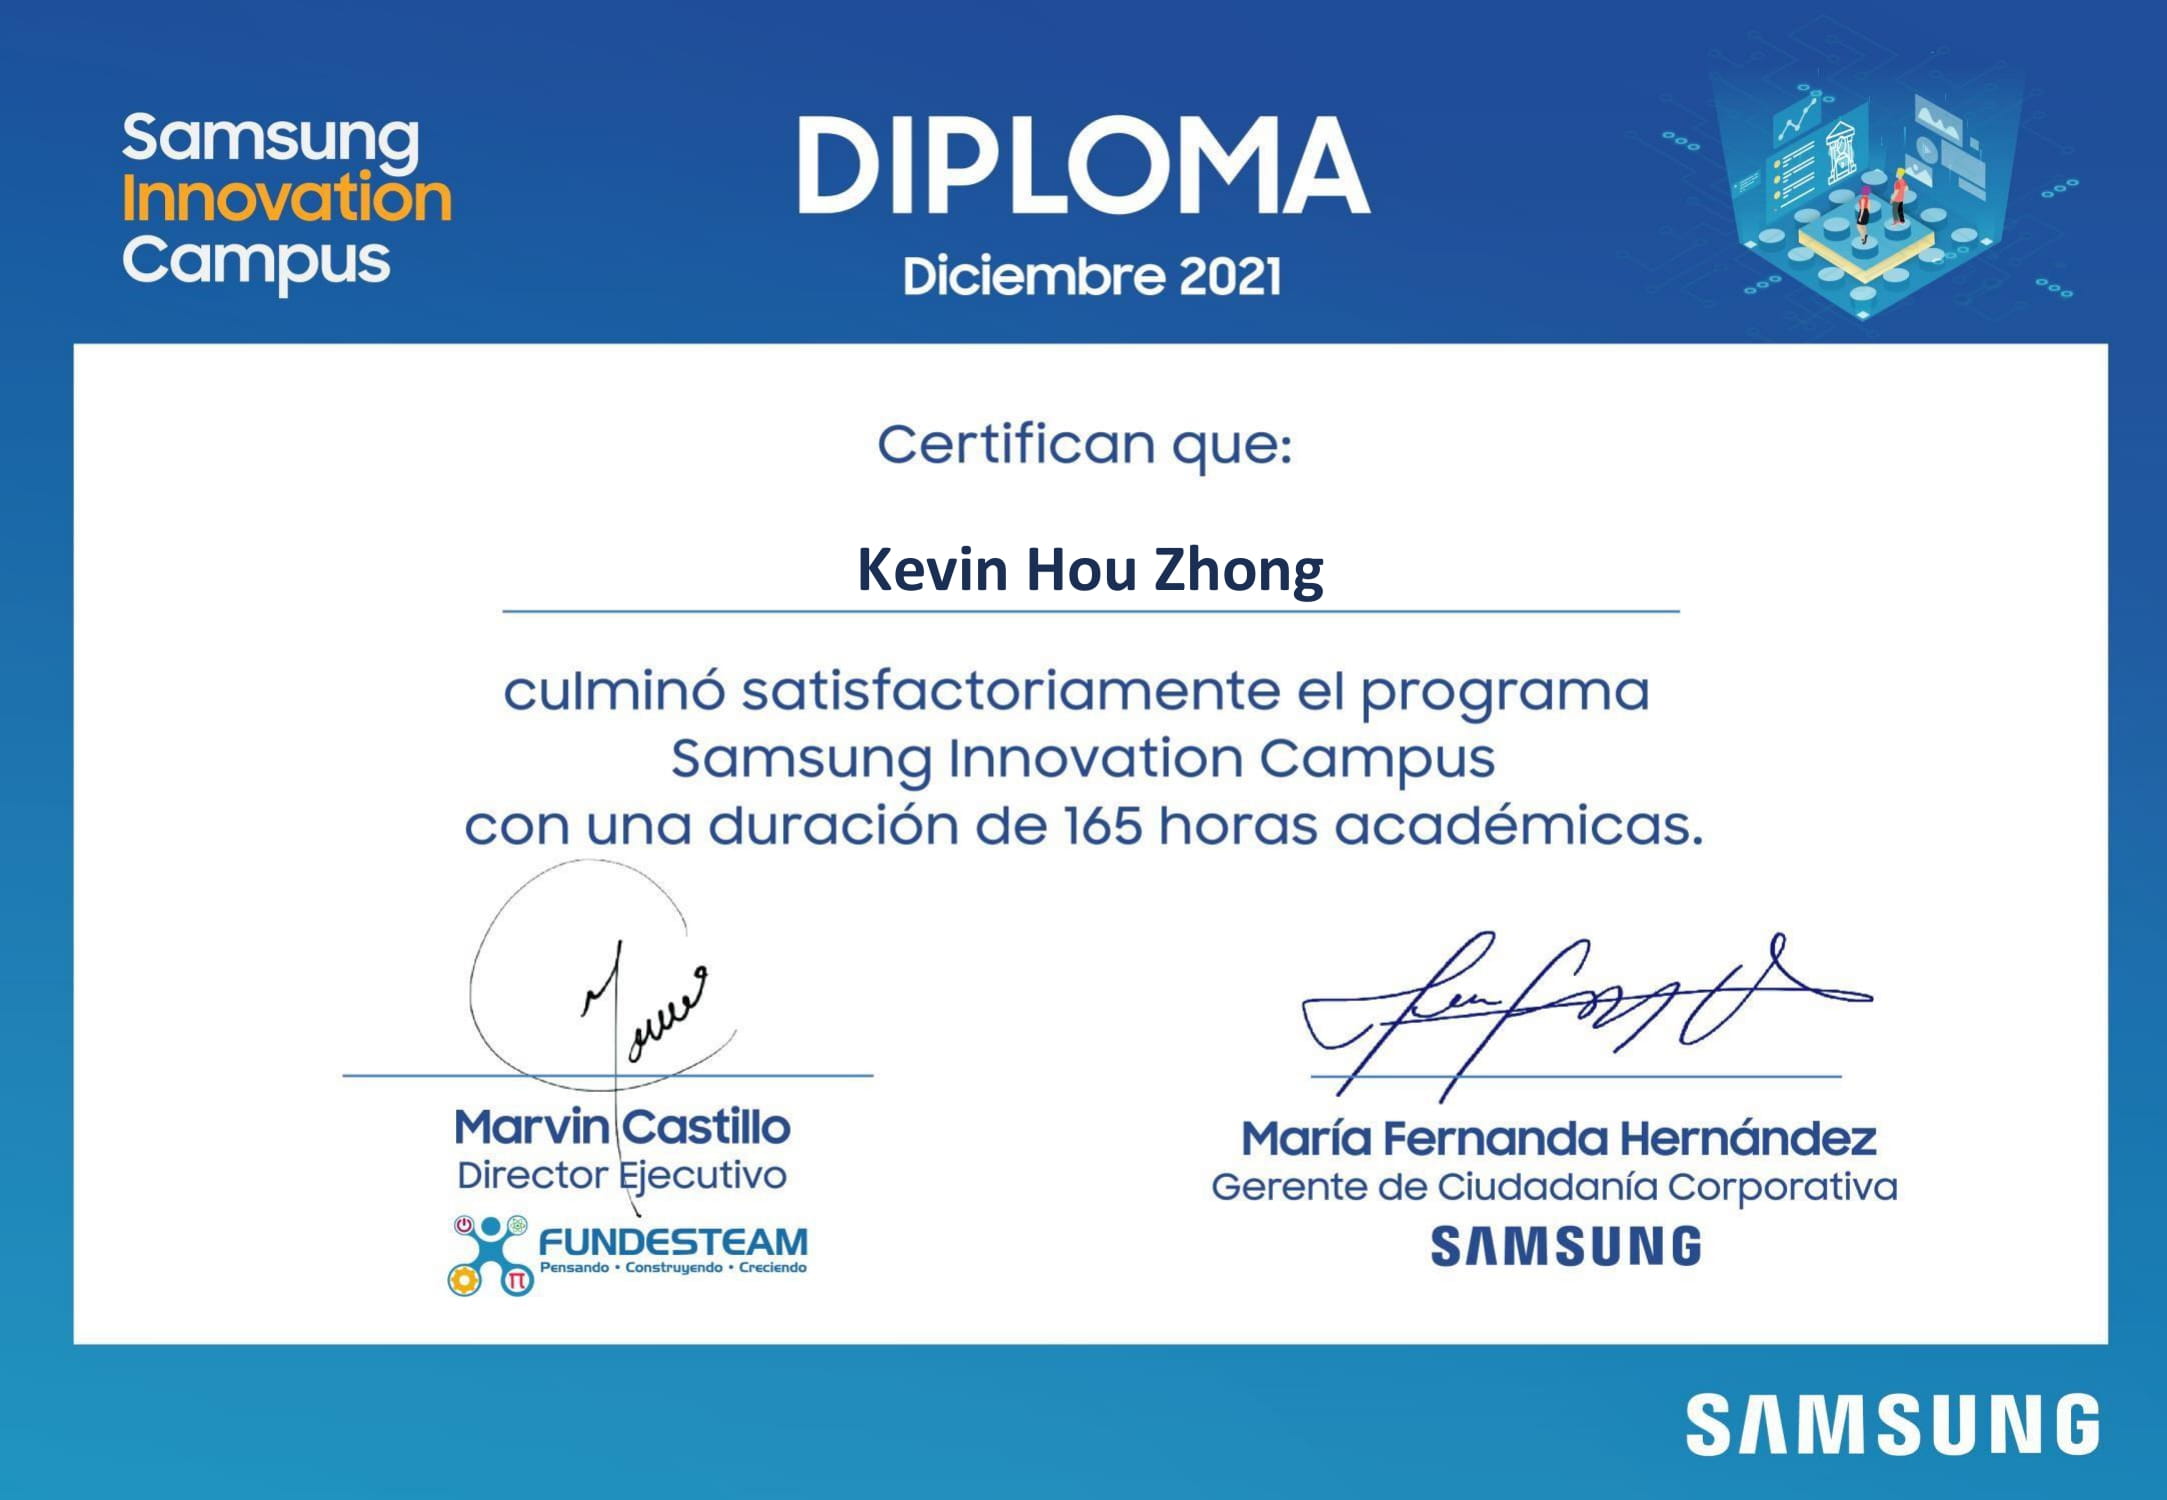 Samsung
Innovation
Campus
DIPLOMA
Diciembre 2021
Certifican que:
Kevin Hou Zhong
culminó satisfactoriamente el programa
Samsung Innovation Campus
con una duración de 165 horas académicas.
Marvin Castillo
Director Ejecutivo
FUNDESTEAM
Pensando • Construyendo • Creciendo
π
María Fernanda Hernández
Gerente de Ciudadanía Corporativa
SAMSUNG
SAMSUNG